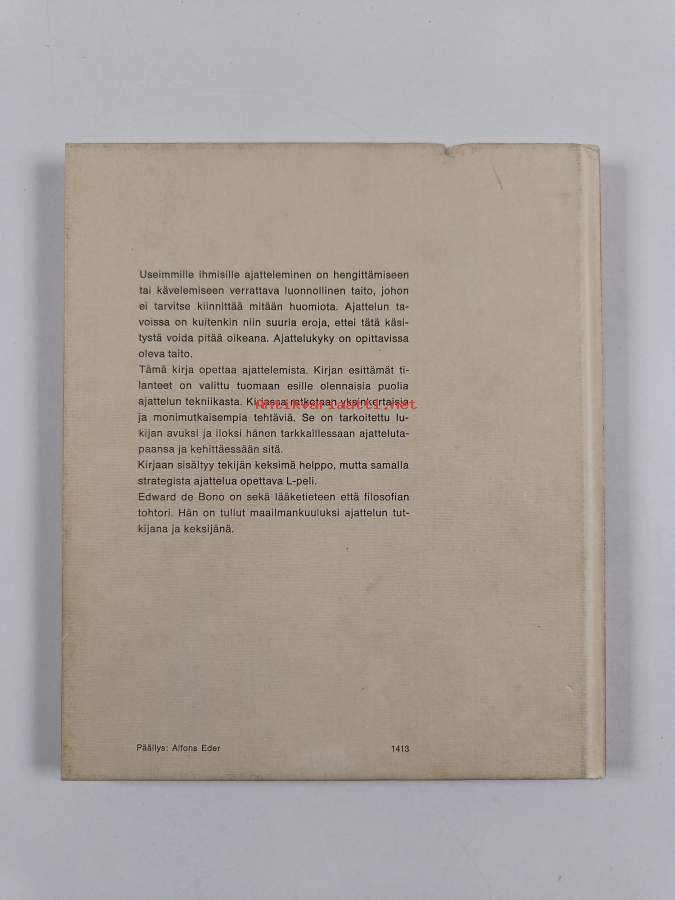 Useimmille ihmisille ajatteleminen on hengittämiseen
tai kävelemiseen verrattava luonnollinen taito, johon
ei tarvitse kiinnittää mitään huomiota. Ajattelun ta-
voissa on kuitenkin niin suuria eroja, ettei tätä käsi-
tystä voida pitää oikeana. Ajattelukyky on opittavissa
oleva taito.
Tämä kirja opettaa ajattelemista. Kirjan esittämät ti-
lanteet on valittu tuomaan esille olennaisia puolia
ajattelun tekniikasta. Kirjassa ratkotaan yksinkertaisia
Antikvariaatti.net
ja monimutkaisempia tehtäviä. Se on tarkoitettu lu-
kijan avuksi ja iloksi hänen tarkkaillessaan ajatteluta-
paansa ja kehittäessään sitä.
Kirjaan sisältyy tekijän keksimä helppo, mutta samalla
strategista ajattelua opettava L-peli.
Edward de Bono on sekä lääketieteen että filosofian
tohtori. Hän on tullut maailmankuuluksi ajattelun tut-
kijana ja keksijänä.
Päällys: Alfons Eder 1413